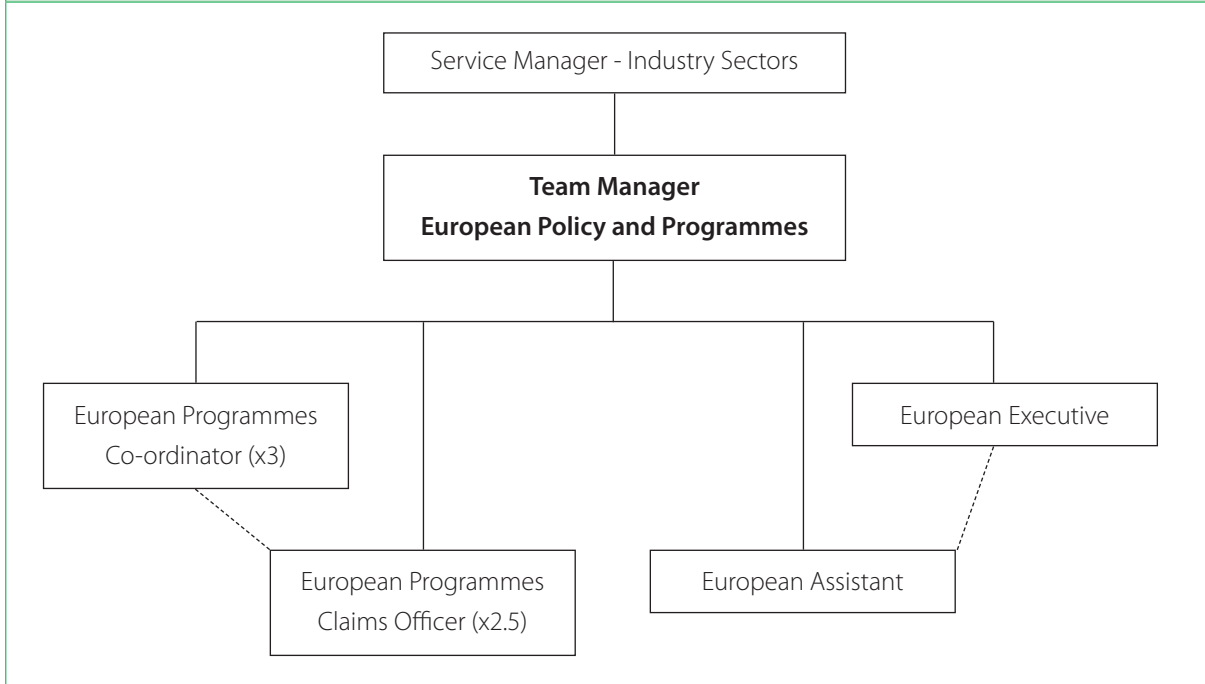 Service Manager - Industry Sectors
Team Manager
European Policy and Programmes
European Programmes
Co-ordinator (x3)
European Executive
European Programmes
Claims Officer (x2.5)
European Assistant